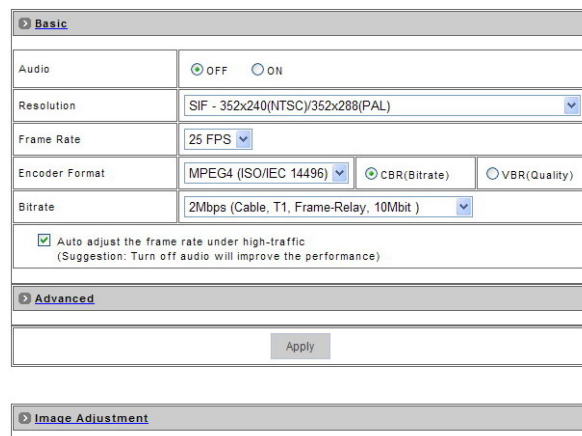 Basic
Audio OFF ON
Resolution SIF - 352x240(NTSC)/352x288(PAL)
Frame Rate 25 FPS
Encoder Format MPEG4 (ISO/IEC 14496) CBR(Bitrate) VBR(Quality)
Bitrate 2Mbps (Cable, T1, Frame-Relay, 10Mbit )
Auto adjust the frame rate under high-traffic
(Suggestion: Turn off audio will improve the performance)
Advanced
Apply
Image Adjustment